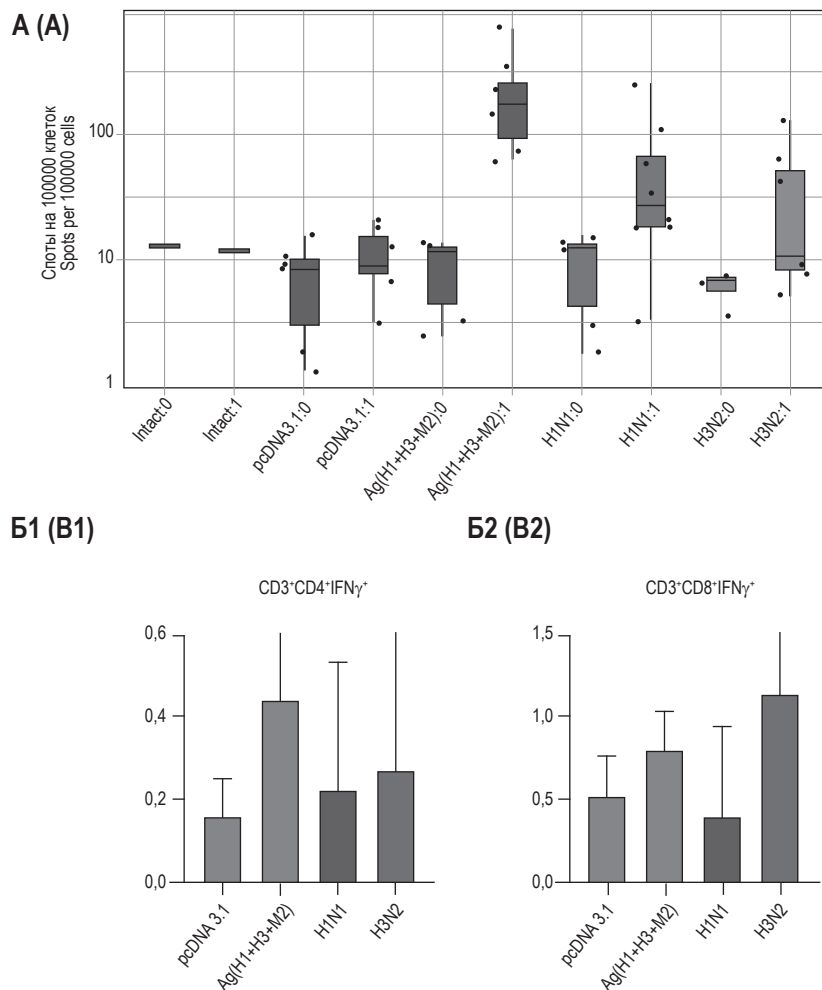 А (A)
Споты на 100000 клеток
Spots per 100000 cells
100
10
1
Intact:0
Intact:1
pcDNA3.1:0
pcDNA3.1:1
Ag(H1+H3+M2):0
Ag(H1+H3+M2):1
H1N1:0
H1N1:1
H3N2:0
H3N2:1
Б1 (B1)
CD3⁺CD4⁺IFNγ⁺
0,6
0,4
0,2
0,0
pcDNA 3.1
Ag(H1+H3+M2)
H1N1
H3N2
Б2 (B2)
CD3⁺CD8⁺IFNγ⁺
1,5
1,0
0,5
0,0
pcDNA 3.1
Ag(H1+H3+M2)
H1N1
H3N2